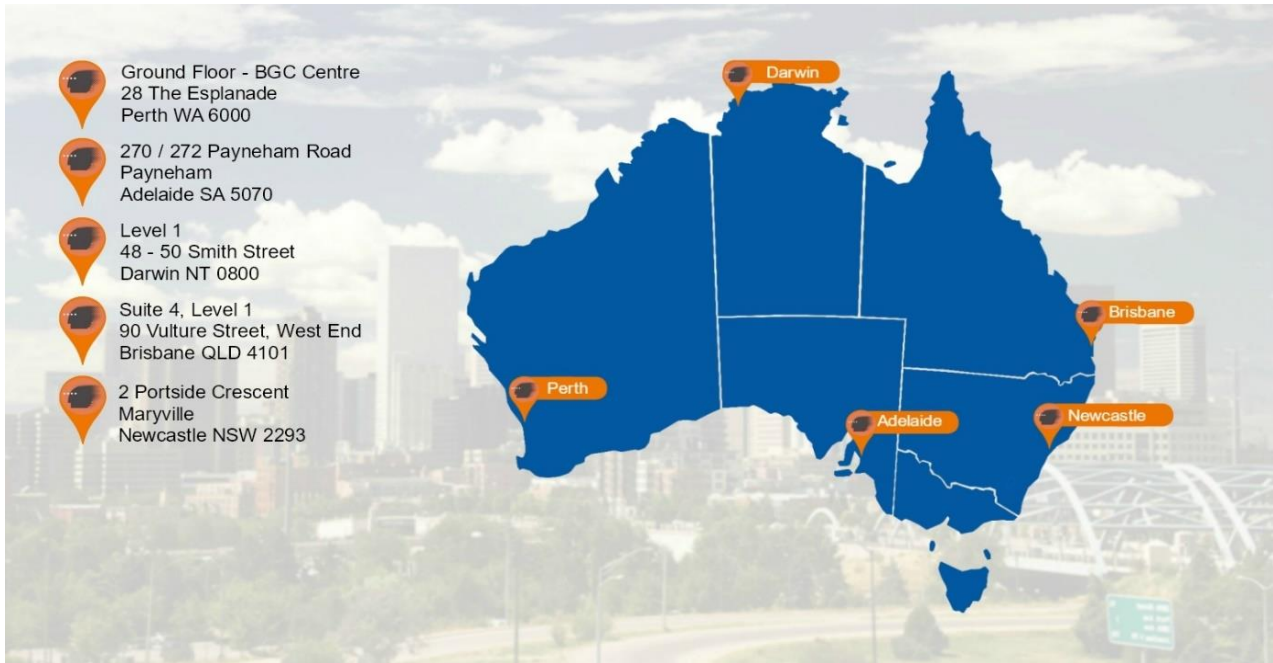 Ground Floor - BGC Centre
28 The Esplanade
Perth WA 6000
270 / 272 Payneham Road
Payneham
Adelaide SA 5070
Level 1
48 - 50 Smith Street
Darwin NT 0800
Suite 4, Level 1
90 Vulture Street, West End
Brisbane QLD 4101
2 Portside Crescent
Maryville
Newcastle NSW 2293
Darwin
Brisbane
Perth
Adelaide
Newcastle